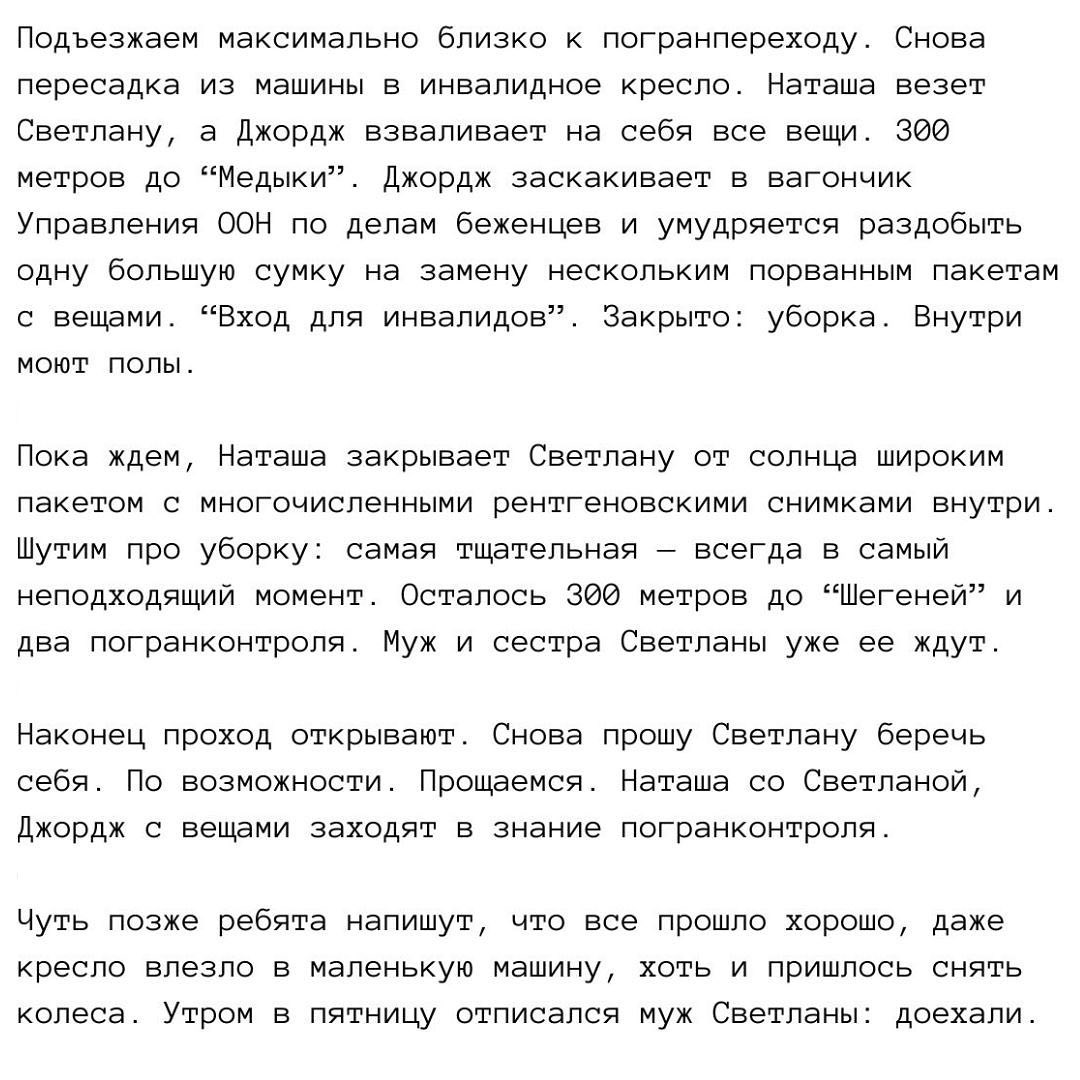 Подъезжаем максимально близко к погранпереходу. Снова
пересадка из машины в инвалидное кресло. Наташа везет
Светлану, а Джордж взваливает на себя все вещи. 300
метров до “Медыки”. Джордж заскакивает в вагончик
Управления ООН по делам беженцев и умудряется раздобыть
одну большую сумку на замену нескольким порванным пакетам
с вещами. “Вход для инвалидов”. Закрыто: уборка. Внутри
моют полы.
Пока ждем, Наташа закрывает Светлану от солнца широким
пакетом с многочисленными рентгеновскими снимками внутри.
Шутим про уборку: самая тщательная — всегда в самый
неподходящий момент. Осталось 300 метров до “Шегеней” и
два погранконтроля. Муж и сестра Светланы уже ее ждут.
Наконец проход открывают. Снова прошу Светлану беречь
себя. По возможности. Прощаемся. Наташа со Светланой,
Джордж с вещами заходят в знание погранконтроля.
Чуть позже ребята напишут, что все прошло хорошо, даже
кресло влезло в маленькую машину, хоть и пришлось снять
колеса. Утром в пятницу отписался муж Светланы: доехали.